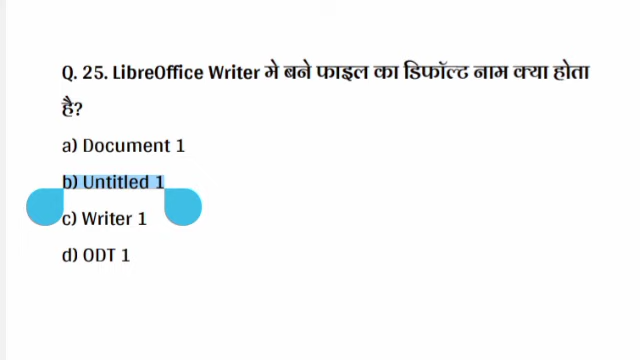 Q. 25. LibreOffice Writer मे बने फाइल का डिफॉल्ट नाम क्या होता
है?
a) Document 1
b) Untitled 1
c) Writer 1
d) ODT 1